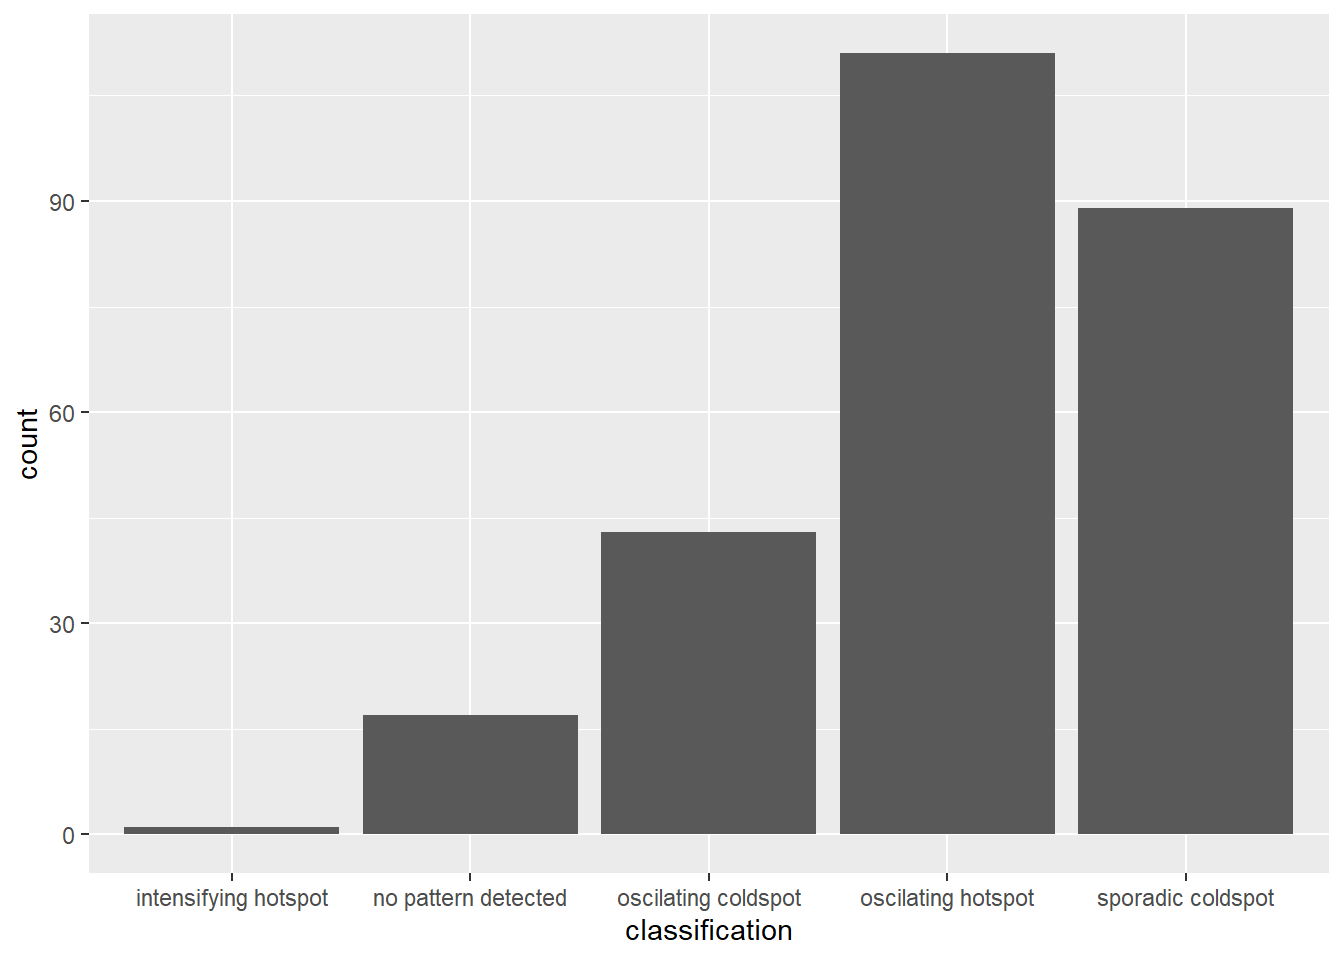 count
90
60
30
0
intensifying hotspot
no pattern detected
oscilating coldspot
oscilating hotspot
sporadic coldspot
classification